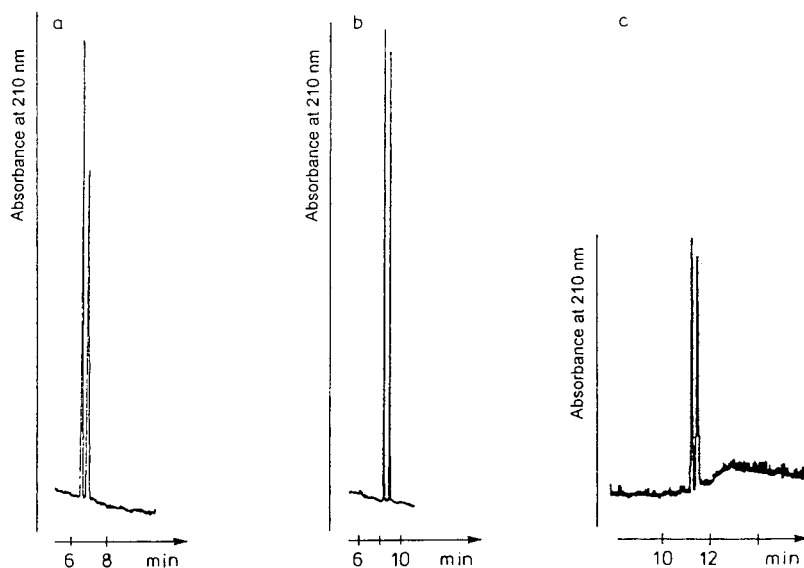 a
Absorbance at 210 nm
6 8 min
b
Absorbance at 210 nm
6 10 min
c
Absorbance at 210 nm
10 12 min